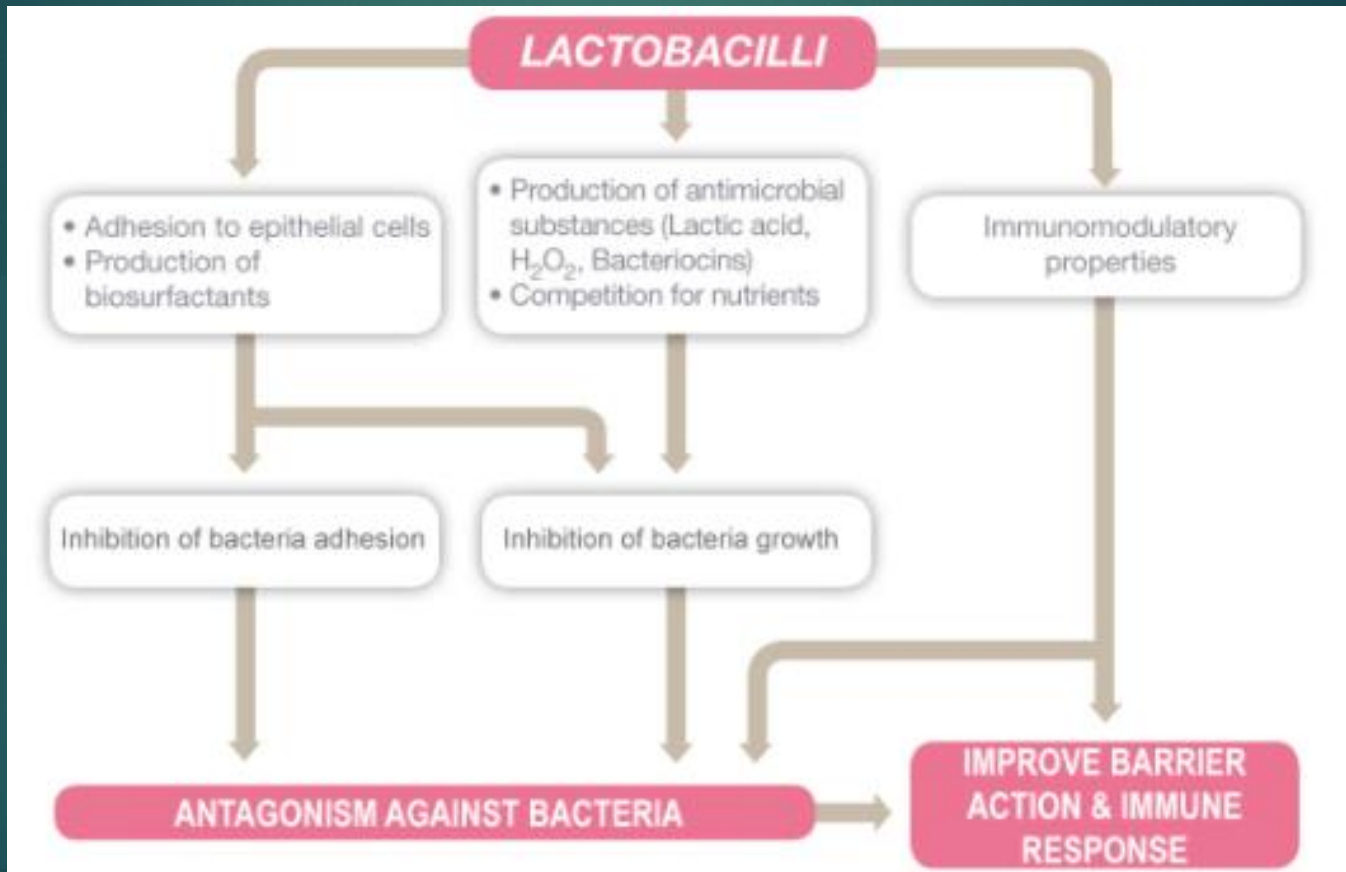 LACTOBACILLI
• Adhesion to epithelial cells
• Production of
biosurfactants
• Production of antimicrobial
substances (Lactic acid,
H₂O₂, Bacteriocins)
• Competition for nutrients
Immunomodulatory
properties
Inhibition of bacteria adhesion
Inhibition of bacteria growth
ANTAGONISM AGAINST BACTERIA
IMPROVE BARRIER
ACTION & IMMUNE
RESPONSE